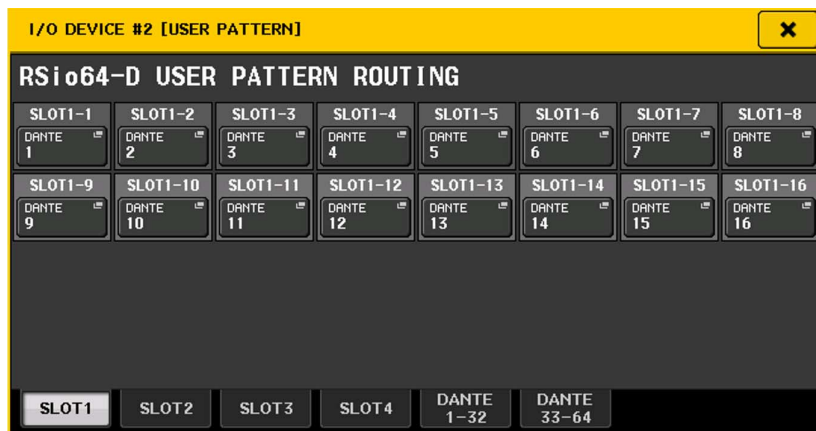 I/O DEVICE #2 [USER PATTERN]
RSio64-D USER PATTERN ROUTING
SLOT1-1 SLOT1-2 SLOT1-3 SLOT1-4 SLOT1-5 SLOT1-6 SLOT1-7 SLOT1-8
DANTE DANTE DANTE DANTE DANTE DANTE DANTE DANTE
1 2 3 4 5 6 7 8
SLOT1-9 SLOT1-10 SLOT1-11 SLOT1-12 SLOT1-13 SLOT1-14 SLOT1-15 SLOT1-16
DANTE DANTE DANTE DANTE DANTE DANTE DANTE DANTE
9 10 11 12 13 14 15 16
SLOT1 SLOT2 SLOT3 SLOT4 DANTE DANTE
1-32 33-64